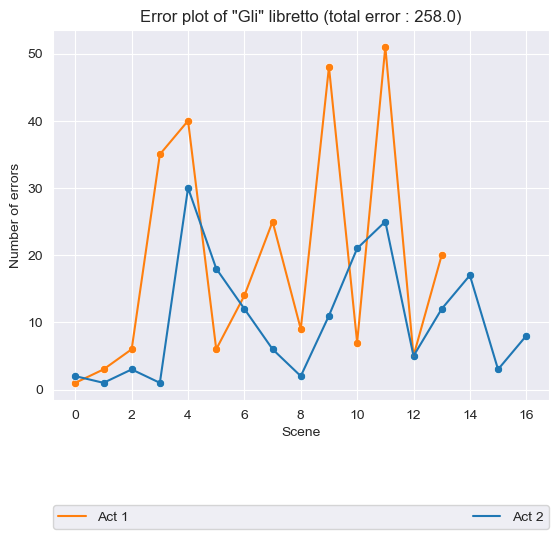 Error plot of "Gli" libretto (total error : 258.0)
50
40
30
20
10
0
Number of errors
0 2 4 6 8 10 12 14 16
Scene
Act 1 Act 2